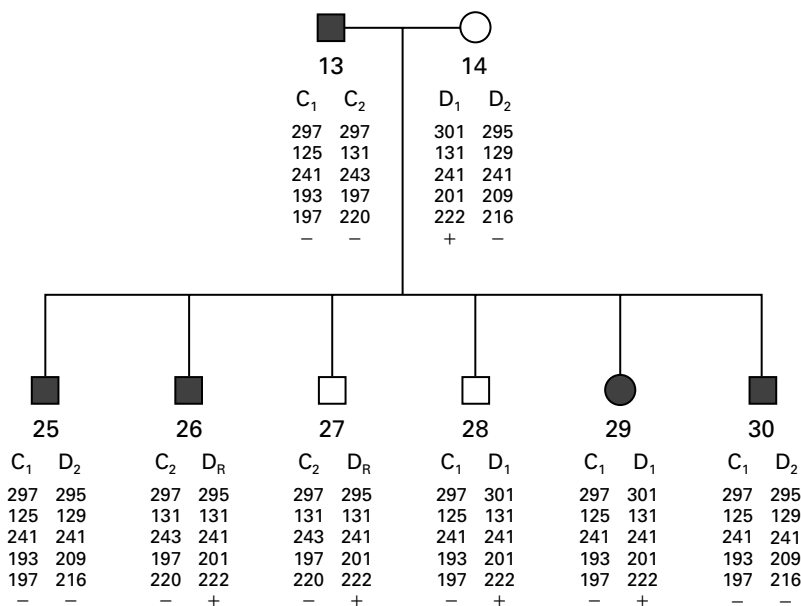 13 14
C₁ C₂ D₁ D₂
297 297 301 295
125 131 131 129
241 243 241 241
193 197 201 209
197 220 222 216
− − + −
25 26 27 28 29 30
C₁ D₂ C₂ D_R C₂ D_R C₁ D₁ C₁ D₁ C₁ D₂
297 295 297 295 297 295 297 301 297 301 297 295
125 129 131 131 131 131 125 131 125 131 125 129
241 241 243 241 243 241 241 241 241 241 241 241
193 209 197 201 197 201 193 201 193 201 193 209
197 216 220 222 220 222 197 222 197 222 197 216
− − − + − + − + − + − −